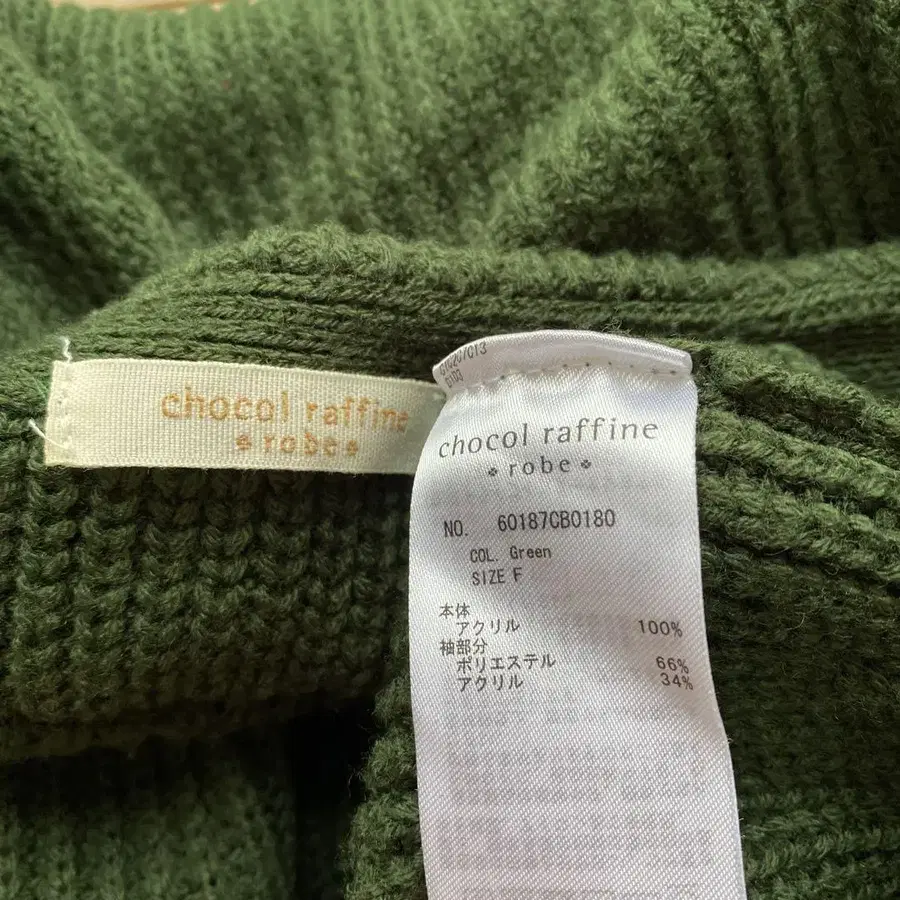 chocol raffine
robe
chocol raffine
robe
NO. 60187CB0180
COL. Green
SIZE F
本体
アクリル 100%
袖部分
ポリエステル 66%
アクリル 34%